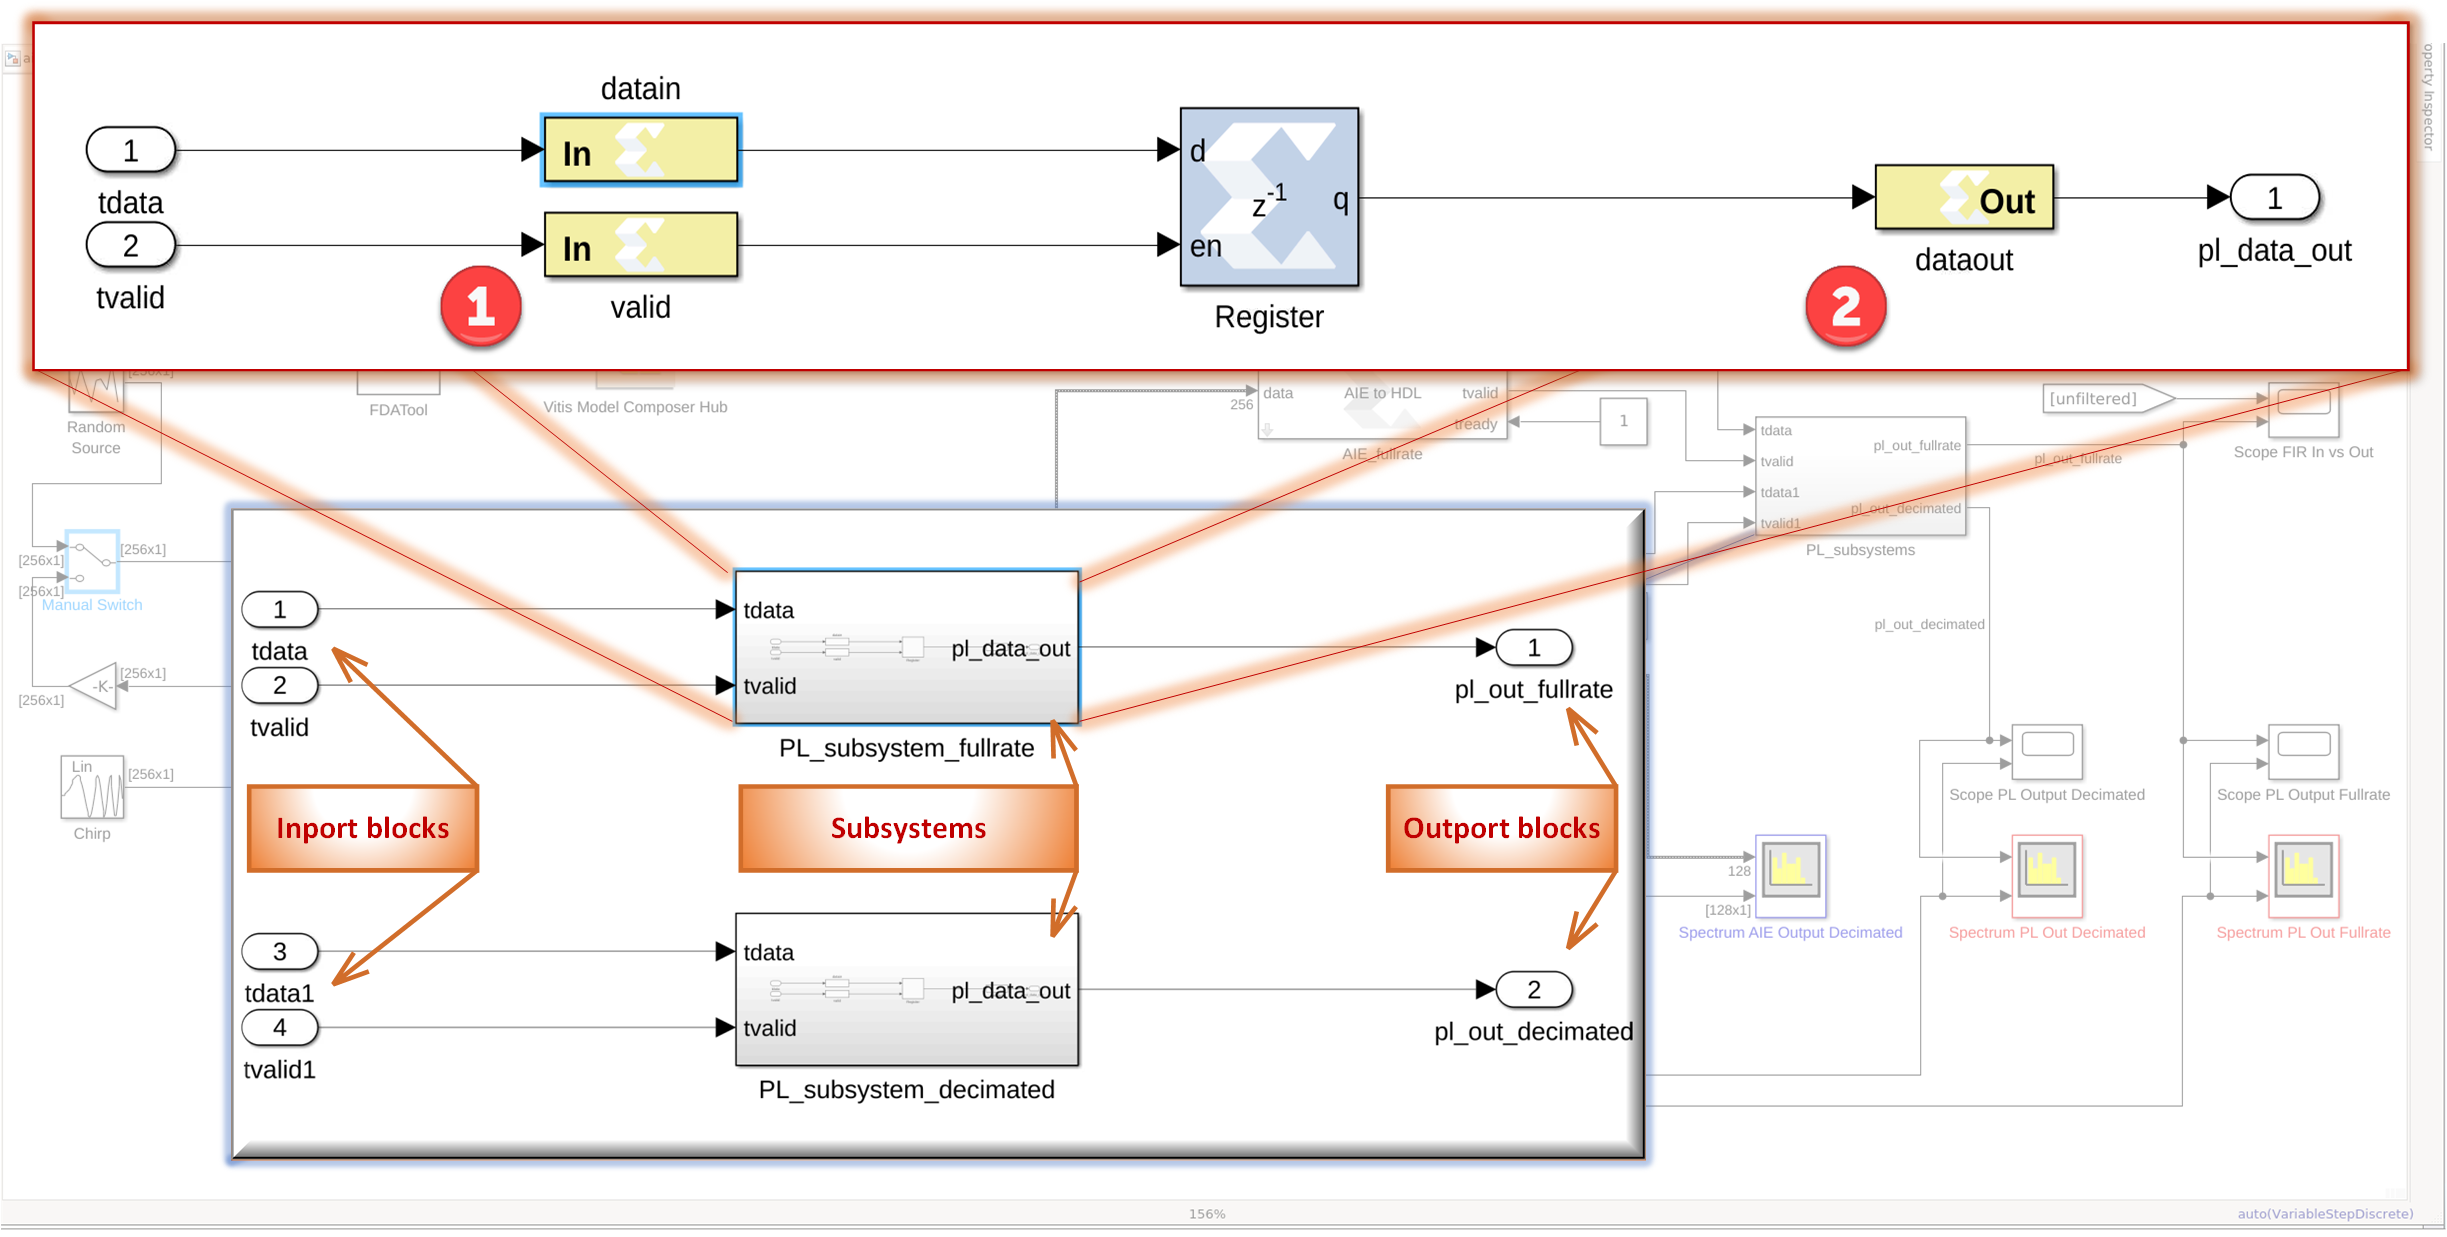 datain
1
In
d
tdata
z-1
q
Out
1
2
In
en
dataout
pl_data_out
tvalid
1
valid
Register
2
operty Inspector
Random
Source
FDATool
Vitis Model Composer Hub
data
AIE to HDL
tvalid
256
tready
AIE_fullrate
1
[unfiltered]
Scope FIR In vs Out
tdata
tvalid
tdata1
tvalid1
pl_out_fullrate
pl_out_decimated
PL_subsystems
pl_out_fullrate
pl_out_decimated
[256x1]
[256x1]
[256x1]
Manual Switch
-K-
[256x1]
[256x1]
Lin
[256x1]
Chirp
1
tdata
2
tvalid
tdata
pl_data_out
tvalid
PL_subsystem_fullrate
1
pl_out_fullrate
Inport blocks
Subsystems
Outport blocks
3
tdata1
4
tvalid1
tdata
pl_data_out
tvalid
PL_subsystem_decimated
2
pl_out_decimated
Scope PL Output Decimated
Scope PL Output Fullrate
128
[128x1]
Spectrum AIE Output Decimated
Spectrum PL Out Decimated
Spectrum PL Out Fullrate
156%
auto(VariableStepDiscrete)